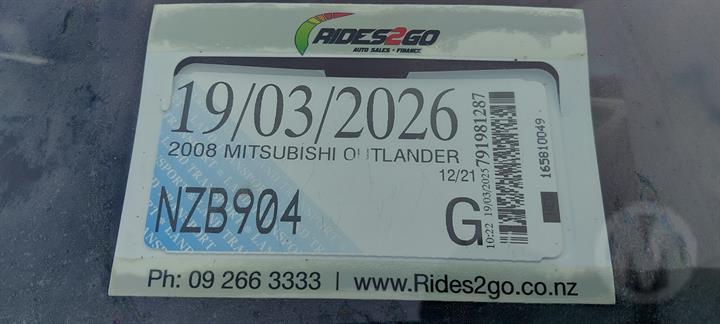 RIDES2GO
AUTO SALES - FINANCE
19/03/2026
2008 MITSUBISHI OUTLANDER
12/21
NZB904
G
10:22 19/03/2025
791981287
165810049
Ph: 09 266 3333 | www.Rides2go.co.nz